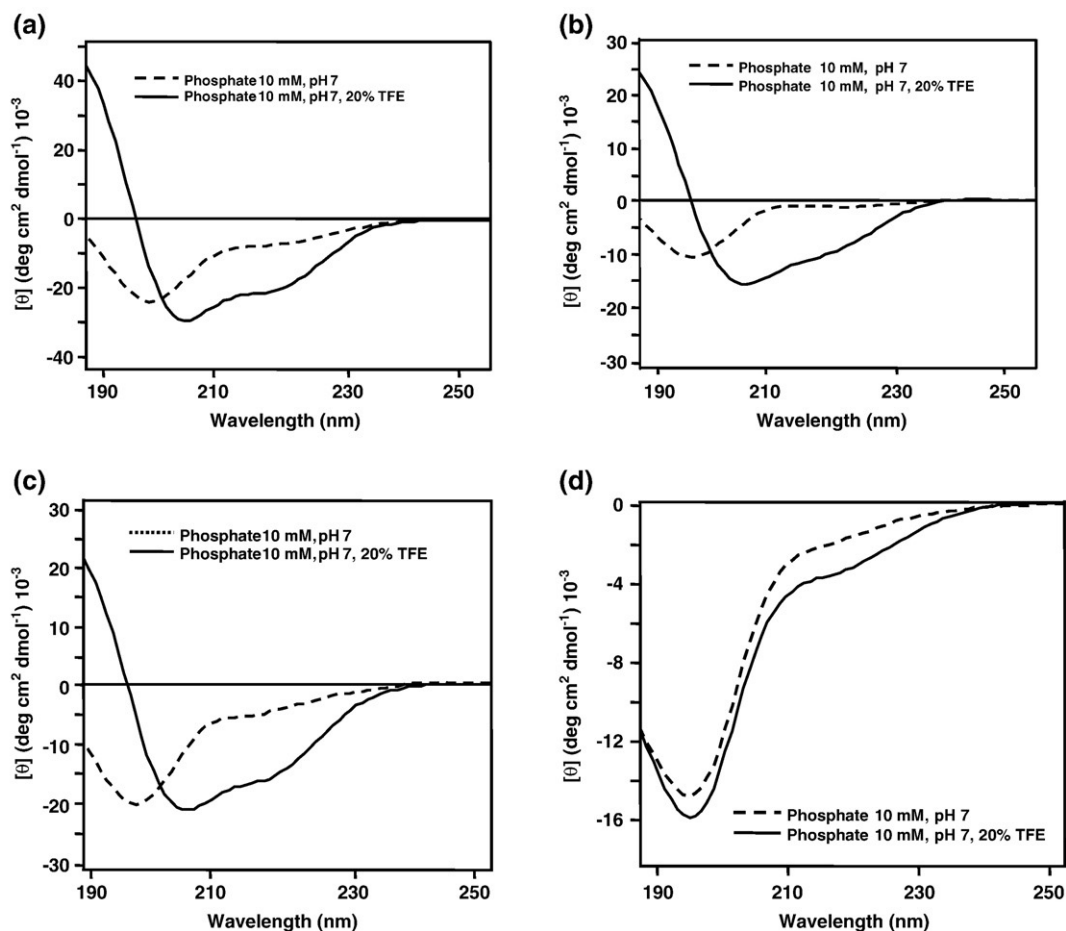 (a)
[θ] (deg cm² dmol⁻¹) 10⁻³
40
20
0
-20
-40
Phosphate 10 mM, pH 7
Phosphate 10 mM, pH 7, 20% TFE
190 210 230 250
Wavelength (nm)
(b)
[θ] (deg cm² dmol⁻¹) 10⁻³
30
20
10
0
-10
-20
-30
Phosphate 10 mM, pH 7
Phosphate 10 mM, pH 7, 20% TFE
190 210 230 250
Wavelength (nm)
(c)
[θ] (deg cm² dmol⁻¹) 10⁻³
30
20
10
0
-10
-20
-30
Phosphate 10 mM, pH 7
Phosphate 10 mM, pH 7, 20% TFE
190 210 230 250
Wavelength (nm)
(d)
[θ] (deg cm² dmol⁻¹) 10⁻³
0
-4
-8
-12
-16
Phosphate 10 mM, pH 7
Phosphate 10 mM, pH 7, 20% TFE
190 210 230 250
Wavelength (nm)